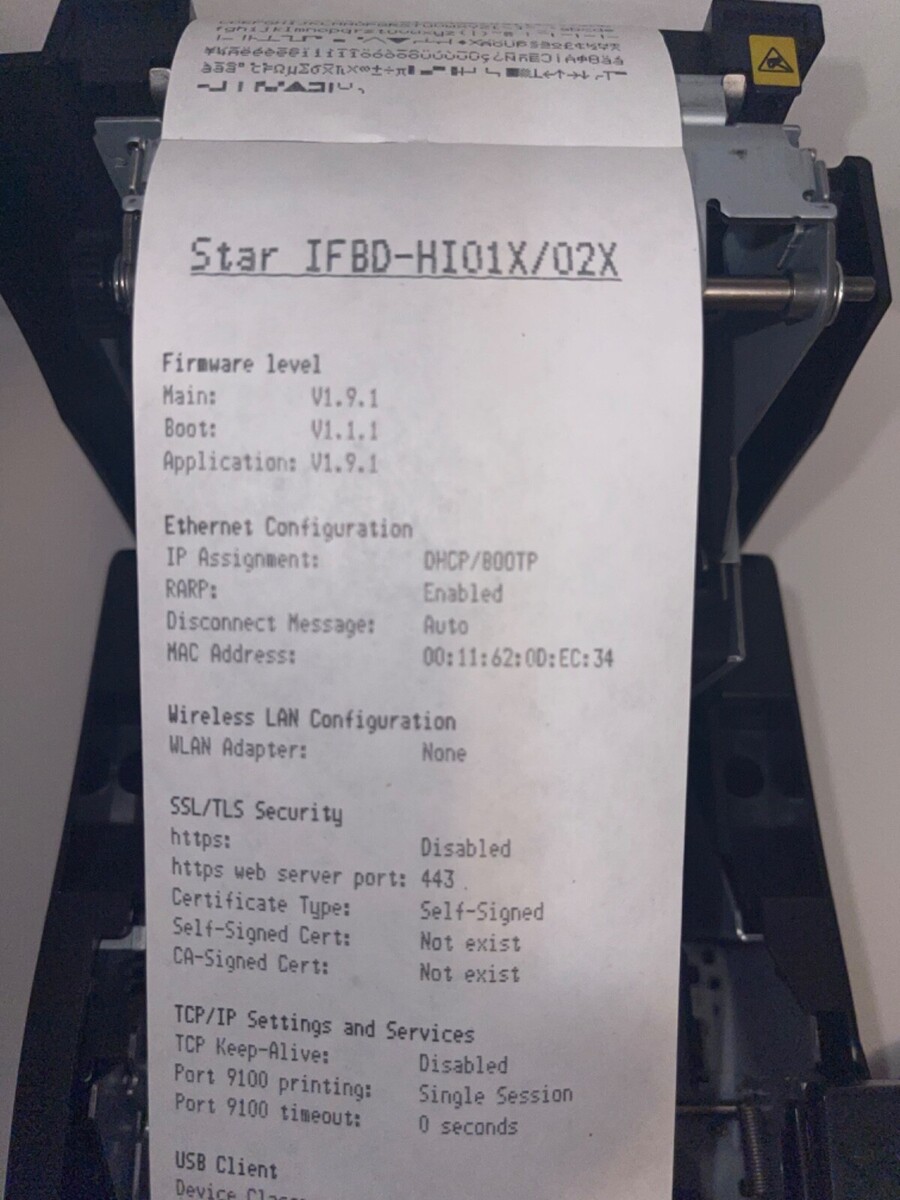 Star IFBD-HI01X/02X
Firmware level
Main: V1.9.1
Boot: V1.1.1
Application: V1.9.1
Ethernet Configuration
IP Assignment: DHCP/BOOTP
RARP: Enabled
Disconnect Message: Auto
MAC Address: 00:11:62:0D:EC:34
Wireless LAN Configuration
WLAN Adapter: None
SSL/TLS Security
https: Disabled
https web server port: 443
Certificate Type: Self-Signed
Self-Signed Cert: Not exist
CA-Signed Cert: Not exist
TCP/IP Settings and Services
TCP Keep-Alive: Disabled
Port 9100 printing: Single Session
Port 9100 timeout: 0 seconds
USB Client
Device Class